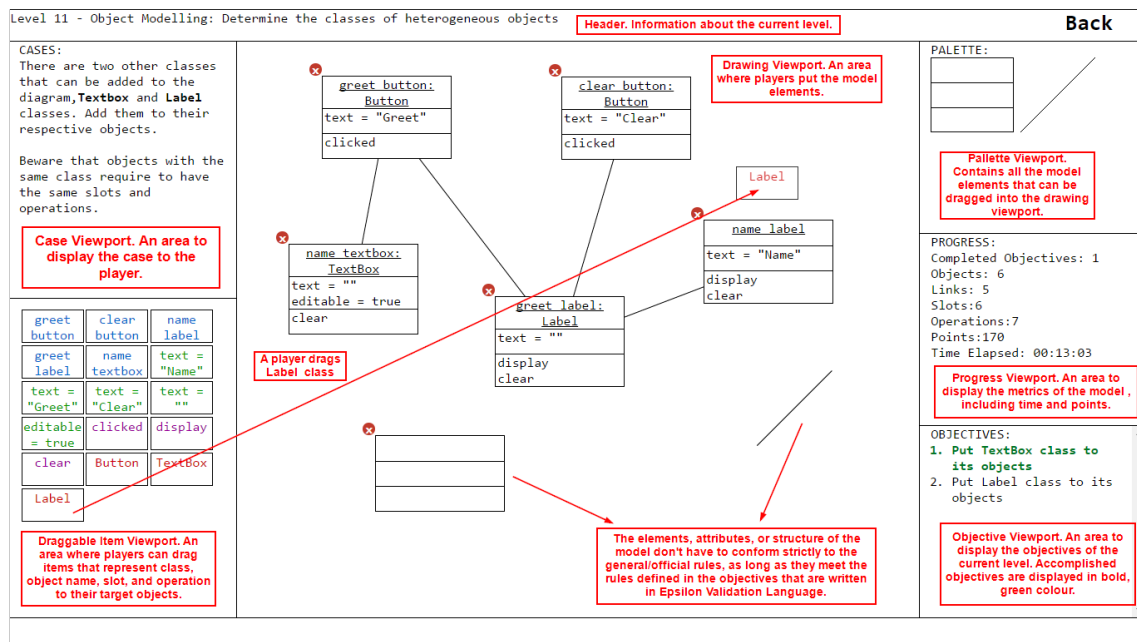 Level 11 - Object Modelling: Determine the classes of heterogeneous objects
Header. Information about the current level.
Back
CASES:
There are two other classes
that can be added to the
diagram,Textbox and Label
classes. Add them to their
respective objects.
Beware that objects with the
same class require to have
the same slots and
operations.
Case Viewport. An area to
display the case to the
player.
greet
button
clear
button
name
label
greet
label
name
textbox
text =
"Name"
text =
"Greet"
text =
"Clear"
text =
""
editable
= true
clicked
display
clear
Button
TextBox
Label
Draggable Item Viewport. An
area where players can drag
items that represent class,
object name, slot, and operation
to their target objects.
x
greet button:
Button
text = "Greet"
clicked
x
clear button:
Button
text = "Clear"
clicked
Drawing Viewport. An area
where players put the model
elements.
Label
x
name textbox:
TextBox
text = ""
editable = true
clear
x
greet label:
Label
text = ""
display
clear
x
name label
text = "Name"
display
clear
A player drags
Label class
x
The elements, attributes, or structure of the
model don't have to conform strictly to the
general/official rules, as long as they meet the
rules defined in the objectives that are written
in Epsilon Validation Language.
PALETTE:
Pallette Viewport.
Contains all the model
elements that can be
dragged into the drawing
viewport.
PROGRESS:
Completed Objectives: 1
Objects: 6
Links: 5
Slots:6
Operations:7
Points:170
Time Elapsed: 00:13:03
Progress Viewport. An area to
display the metrics of the model ,
including time and points.
OBJECTIVES:
1. Put TextBox class to
its objects
2. Put Label class to its
objects
Objective Viewport. An area to
display the objectives of the
current level. Accomplished
objectives are displayed in bold,
green colour.